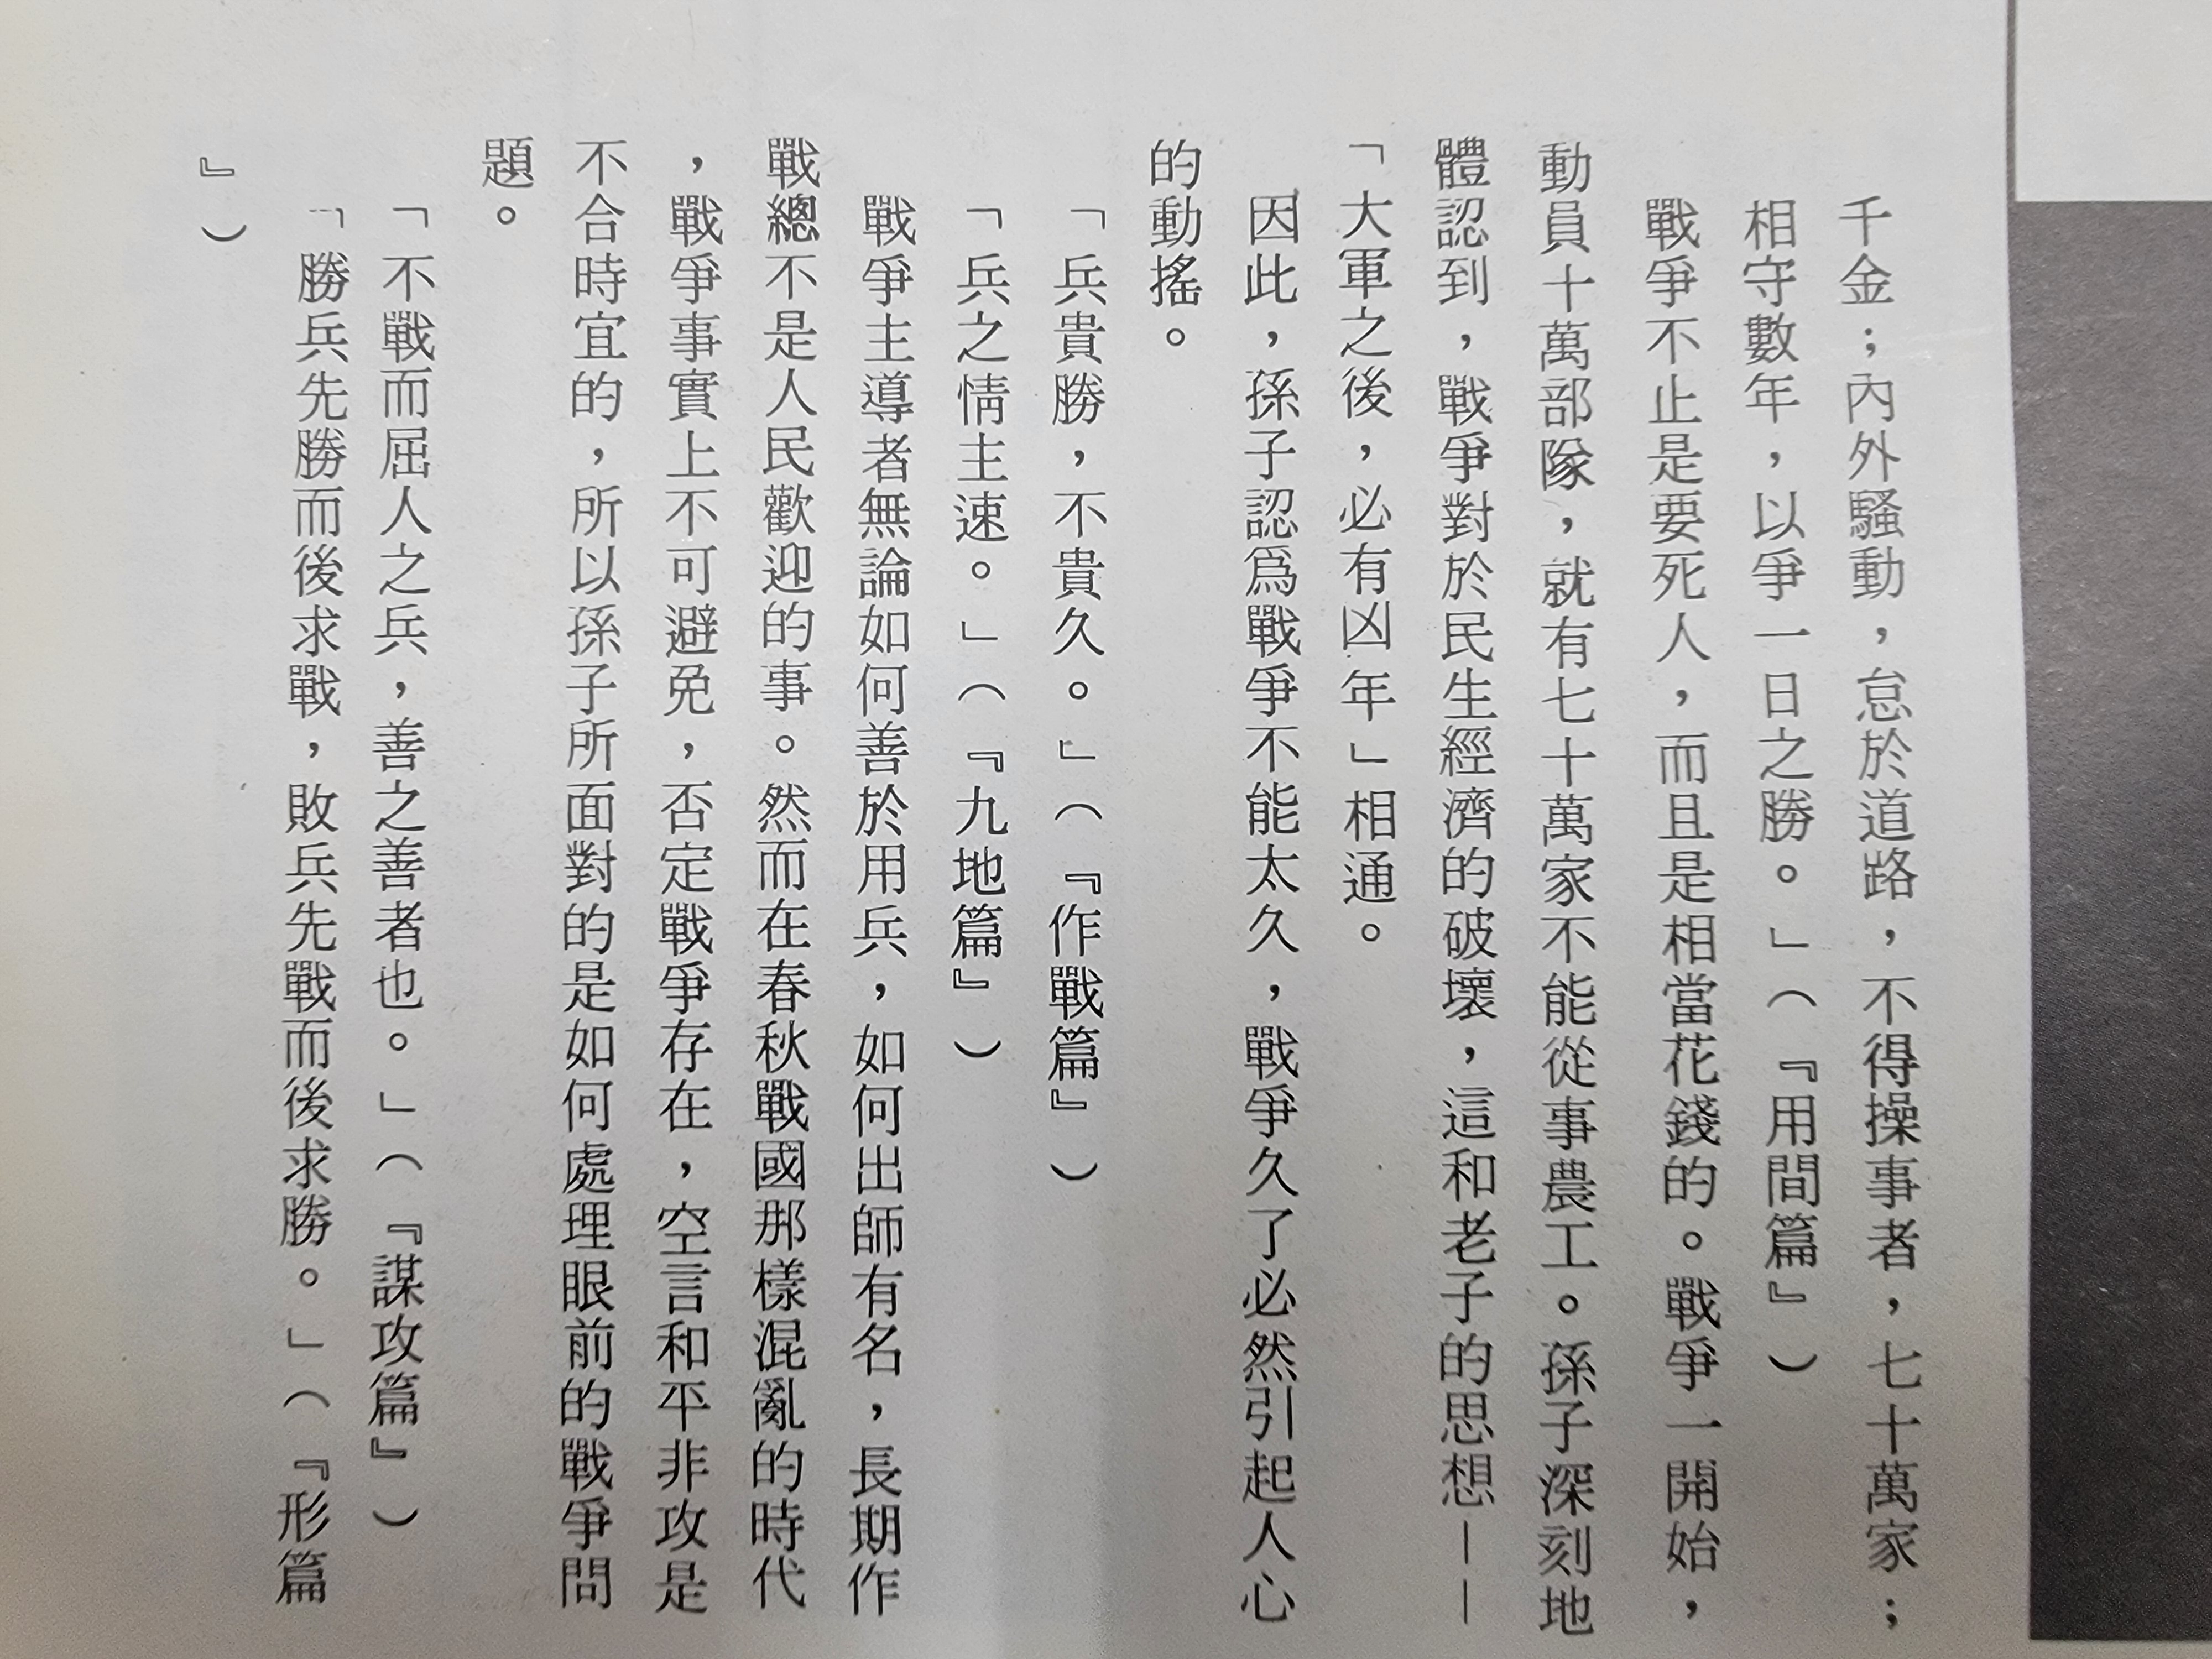 千金；內外騷動，怠於道路，不得操事者，七十萬家；
相守數年，以爭一日之勝。」（『用間篇』）
戰爭不止是要死人，而且是相當花錢的。戰爭一開始，
動員十萬部隊，就有七十萬家不能從事農工。孫子深刻地
體認到，戰爭對於民生經濟的破壞，這和老子的思想——
「大軍之後，必有凶年」相通。
因此，孫子認爲戰爭不能太久，戰爭久了必然引起人心
的動搖。
「兵貴勝，不貴久。」（『作戰篇』）
「兵之情主速。」（『九地篇』）
戰爭主導者無論如何善於用兵，如何出師有名，長期作
戰總不是人民歡迎的事。然而在春秋戰國那樣混亂的時代
，戰爭事實上不可避免，否定戰爭存在，空言和平非攻是
不合時宜的，所以孫子所面對的是如何處理眼前的戰爭問
題。
「不戰而屈人之兵，善之善者也。」（『謀攻篇』）
「勝兵先勝而後求戰，敗兵先戰而後求勝。」（『形篇
』）